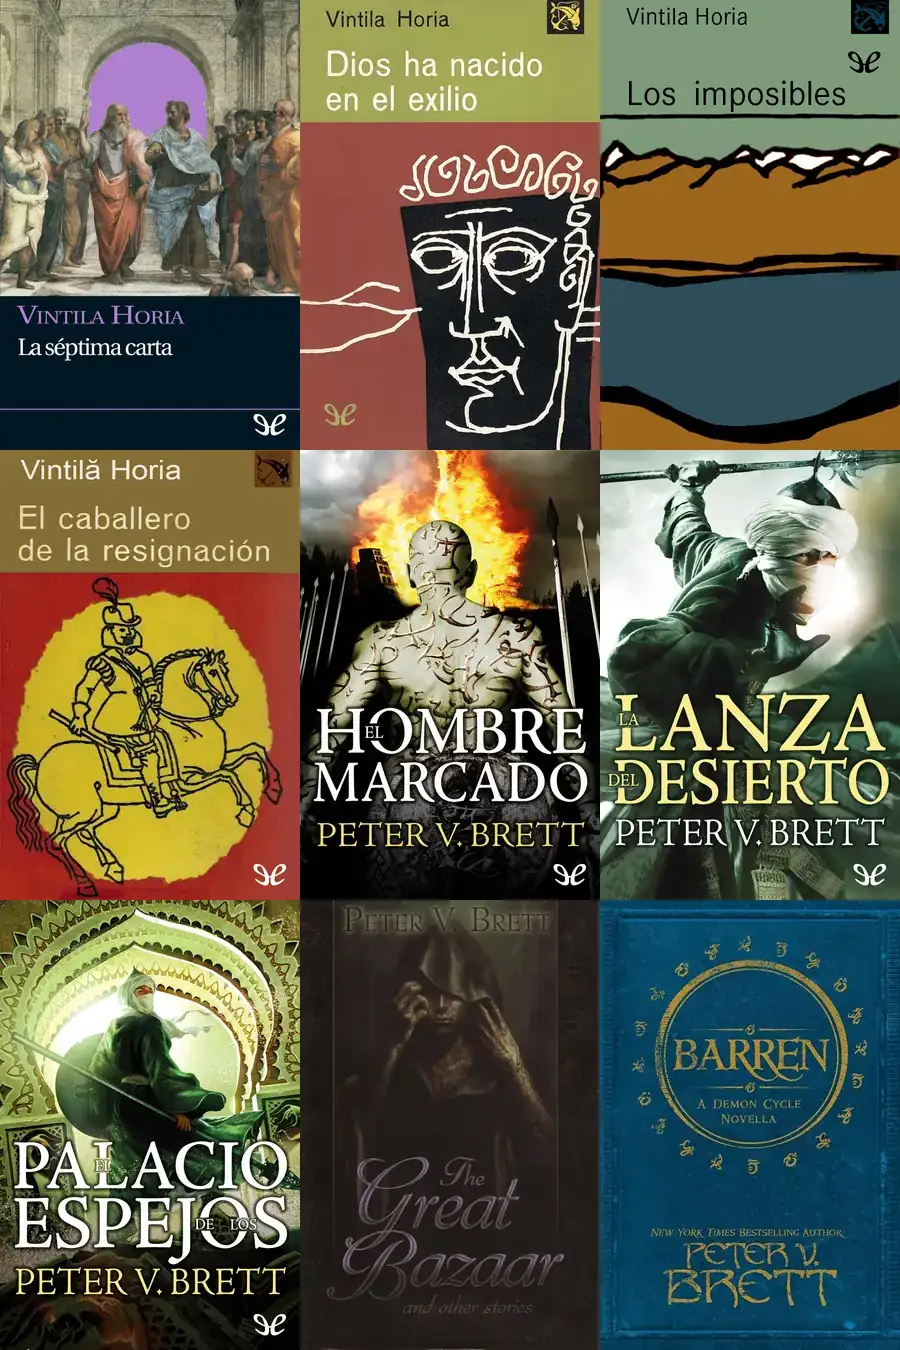 VINTILA HORIA
La séptima carta
Vintila Horia
Dios ha nacido
en el exilio
Vintila Horia
Los imposibles
Vintilă Horia
El caballero
de la resignación
EL HOMBRE
MARCADO
PETER V. BRETT
LA LANZA
DEL DESIERTO
PETER V. BRETT
EL PALACIO
DE LOS ESPEJOS
PETER V. BRETT
PETER V. BRETT
The
Great
Bazaar
and other stories
BARREN
A DEMON CYCLE
NOVELLA
NEW YORK TIMES BESTSELLING AUTHOR
PETER V.
BRETT